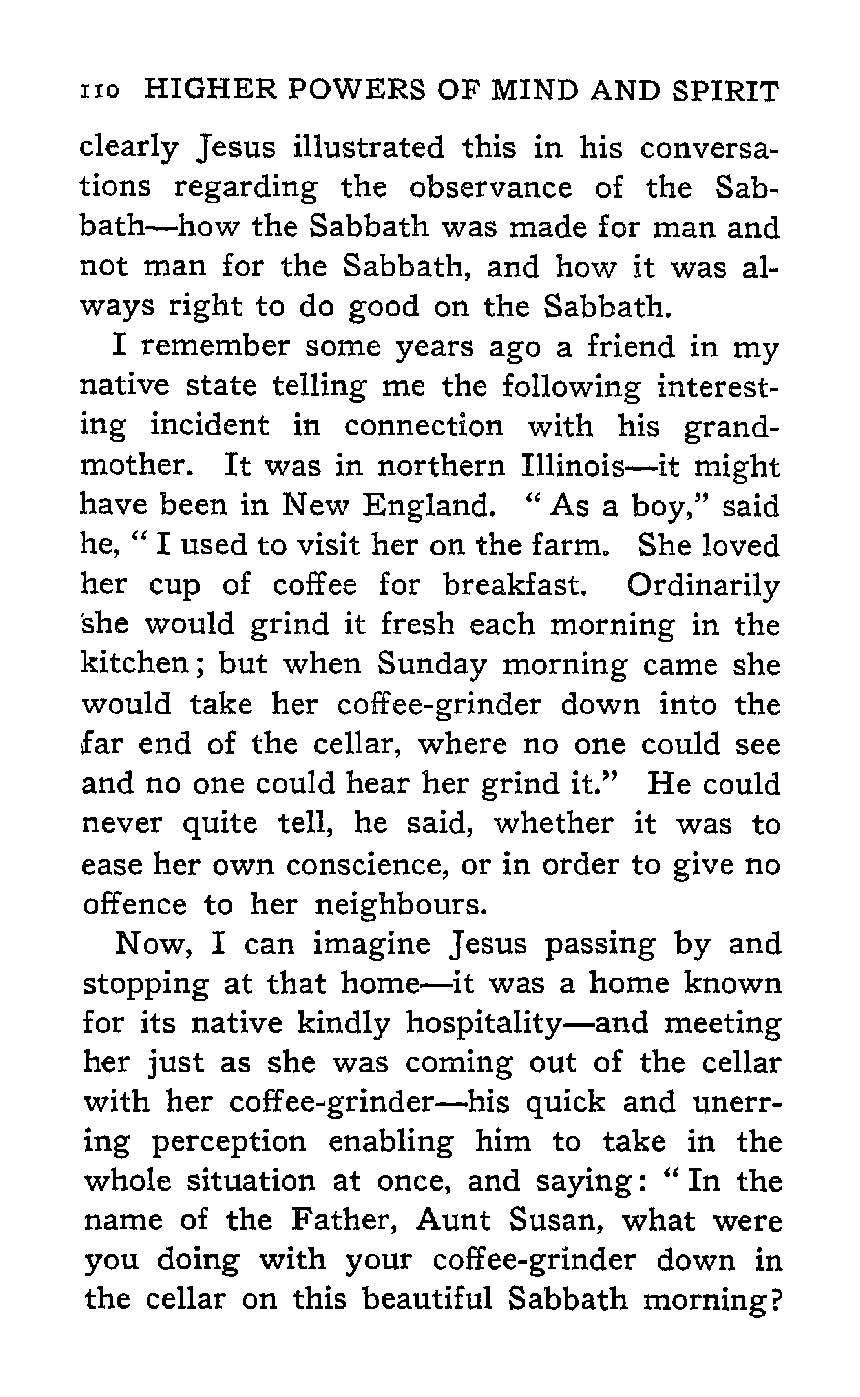 110 HIGHER POWERS OF MIND AND SPIRIT
clearly Jesus illustrated this in his conversa-
tions regarding the observance of the Sab-
bath—how the Sabbath was made for man and
not man for the Sabbath, and how it was al-
ways right to do good on the Sabbath.
I remember some years ago a friend in my
native state telling me the following interest-
ing incident in connection with his grand-
mother. It was in northern Illinois—it might
have been in New England. “ As a boy,” said
he, “ I used to visit her on the farm. She loved
her cup of coffee for breakfast. Ordinarily
she would grind it fresh each morning in the
kitchen; but when Sunday morning came she
would take her coffee-grinder down into the
far end of the cellar, where no one could see
and no one could hear her grind it.” He could
never quite tell, he said, whether it was to
ease her own conscience, or in order to give no
offence to her neighbours.
Now, I can imagine Jesus passing by and
stopping at that home—it was a home known
for its native kindly hospitality—and meeting
her just as she was coming out of the cellar
with her coffee-grinder—his quick and unerr-
ing perception enabling him to take in the
whole situation at once, and saying: “ In the
name of the Father, Aunt Susan, what were
you doing with your coffee-grinder down in
the cellar on this beautiful Sabbath morning?